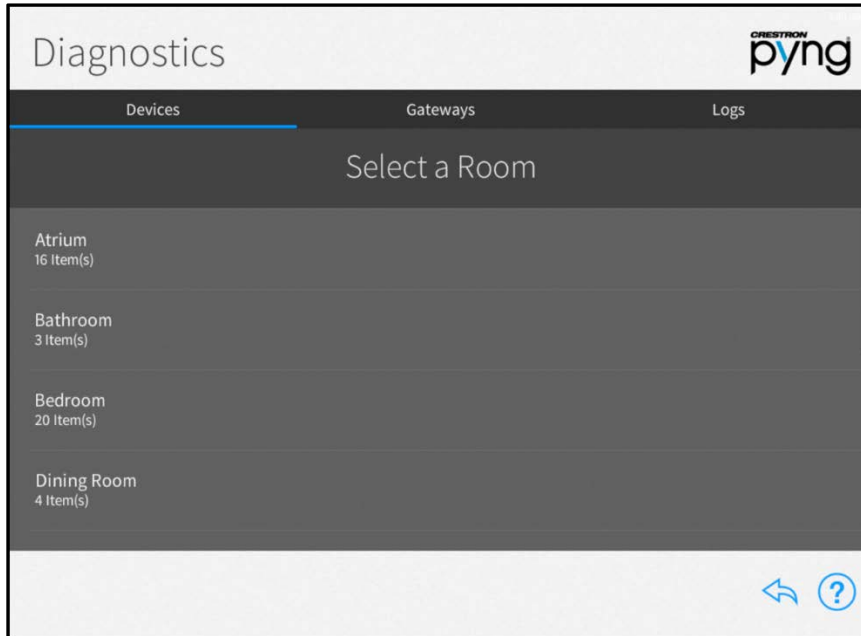 Diagnostics
CRESTRON
pyng
Devices
Gateways
Logs
Select a Room
Atrium
16 Item(s)
Bathroom
3 Item(s)
Bedroom
20 Item(s)
Dining Room
4 Item(s)
?